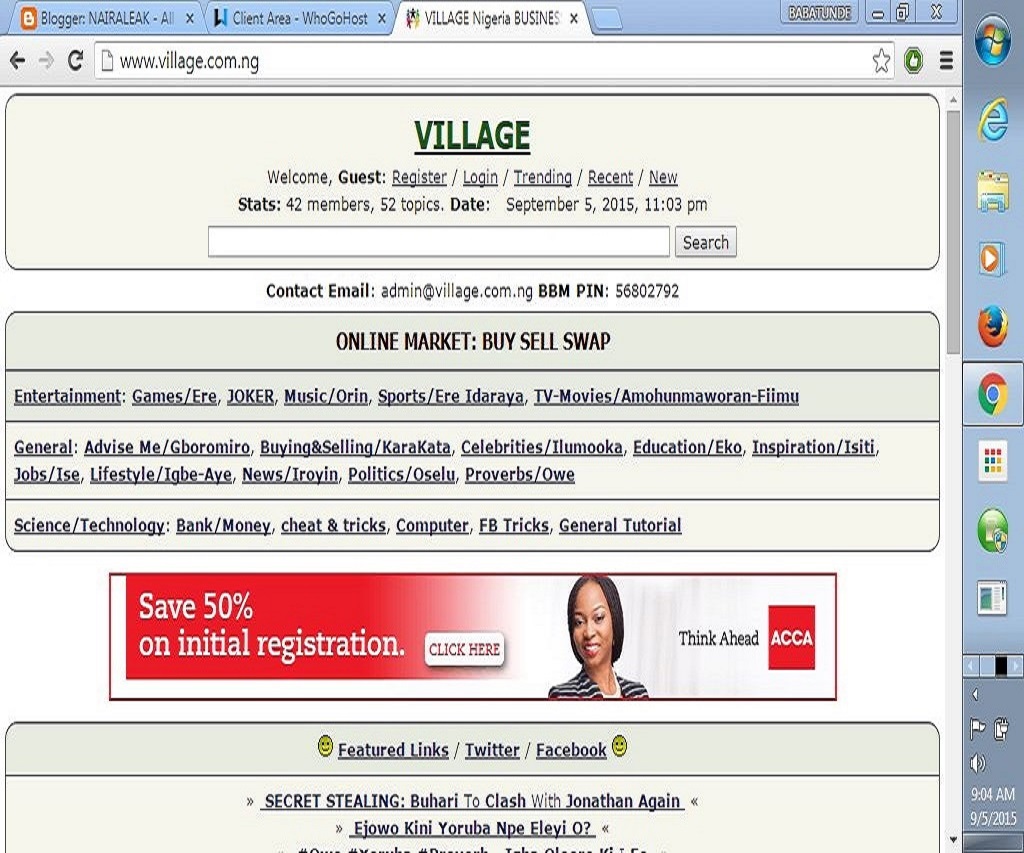 Blogger: NAIRALEAK - Al
Client Area - WhoGoHost
VILLAGE Nigeria BUSINES
BABATUNDE
www.village.com.ng
VILLAGE
Welcome, Guest: Register / Login / Trending / Recent / New
Stats: 42 members, 52 topics. Date: September 5, 2015, 11:03 pm
Search
Contact Email: admin@village.com.ng BBM PIN: 56802792
ONLINE MARKET: BUY SELL SWAP
Entertainment: Games/Ere, JOKER, Music/Orin, Sports/Ere Idaraya, TV-Movies/Amohunmaworan-Fiimu
General: Advise Me/Gboromiro, Buying&Selling/KaraKata, Celebrities/Ilumooka, Education/Eko, Inspiration/Isiti,
Jobs/Ise, Lifestyle/Igbe-Aye, News/Iroyin, Politics/Oselu, Proverbs/Owe
Science/Technology: Bank/Money, cheat & tricks, Computer, FB Tricks, General Tutorial
Save 50%
on initial registration.
CLICK HERE
Think Ahead ACCA
Featured Links / Twitter / Facebook
» SECRET STEALING: Buhari To Clash With Jonathan Again «
» Ejowo Kini Yoruba Npe Eleyi O? «
9:04 AM
9/5/2015